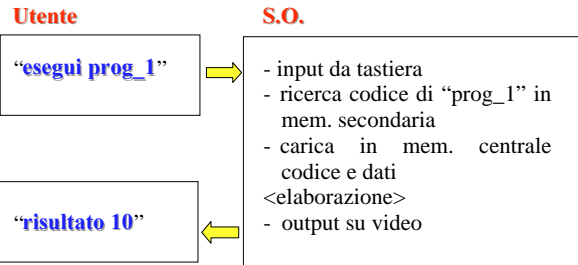 Utente
S.O.
“esegui prog_1”
- input da tastiera
- ricerca codice di “prog_1” in
mem. secondaria
- carica in mem. centrale
codice e dati
<elaborazione>
- output su video
“risultato 10”